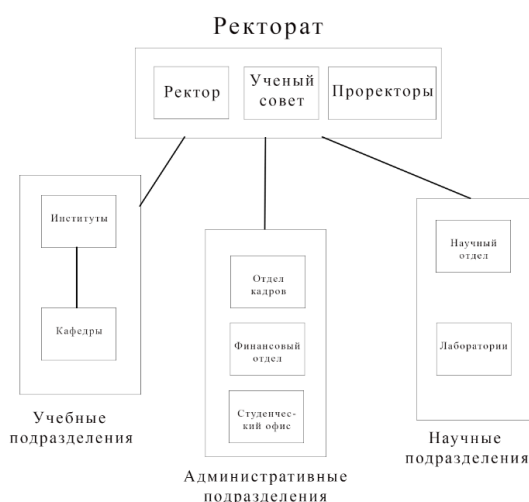 Ректорат
Ректор
Ученый
совет
Проректоры
Институты
Кафедры
Учебные
подразделения
Отдел
кадров
Финансовый
отдел
Студенчес-
кий офис
Административные
подразделения
Научный
отдел
Лаборатории
Научные
подразделения